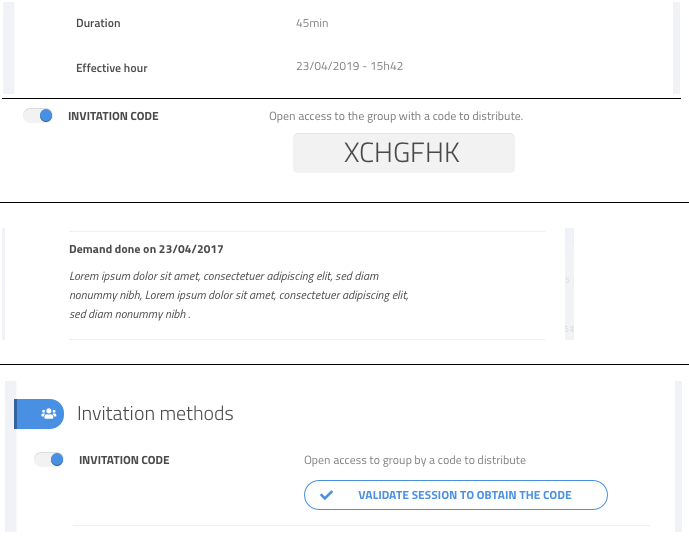 Duration 45min
Effective hour 23/04/2019 - 15h42
INVITATION CODE Open access to the group with a code to distribute.
XCHGFHK
Demand done on 23/04/2017
Lorem ipsum dolor sit amet, consectetuer adipiscing elit, sed diam
nonummy nibh, Lorem ipsum dolor sit amet, consectetuer adipiscing elit,
sed diam nonummy nibh .
Invitation methods
INVITATION CODE Open access to group by a code to distribute
VALIDATE SESSION TO OBTAIN THE CODE